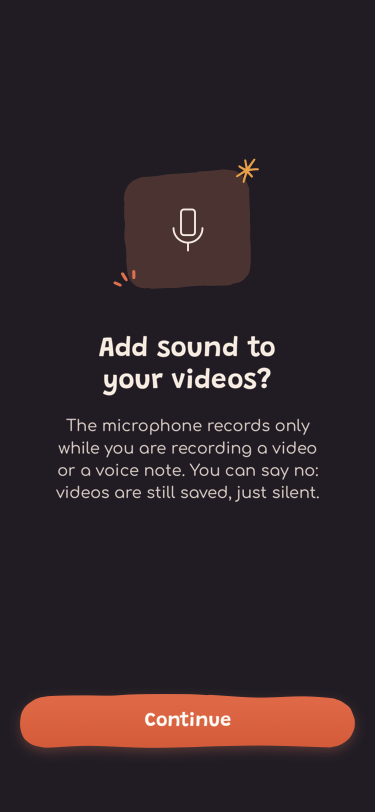 Add sound to
your videos?
The microphone records only
while you are recording a video
or a voice note. You can say no:
videos are still saved, just silent.
Continue